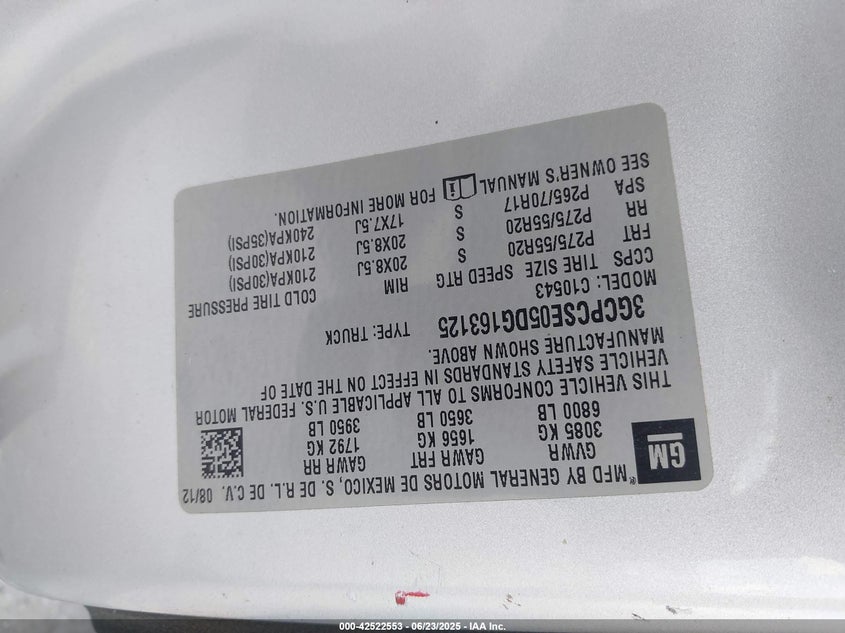 GM
MFD BY GENERAL MOTORS DE MEXICO, S. DE R.L. DE C.V. 08/12
GVWR GAWR FRT GAWR RR
3085 KG 1656 KG 1792 KG
6800 LB 3650 LB 3950 LB
THIS VEHICLE CONFORMS TO ALL APPLICABLE U.S. FEDERAL MOTOR
VEHICLE SAFETY STANDARDS IN EFFECT ON THE DATE OF
MANUFACTURE SHOWN ABOVE.
3GCPCSE05DG163125 TYPE: TRUCK
MODEL: C10543
CCPS TIRE SIZE SPEED RTG RIM COLD TIRE PRESSURE
FRT P275/55R20 S 20X8.5J 210KPA(30PSI)
RR P275/55R20 S 20X8.5J 210KPA(30PSI)
SPA P265/70R17 S 17X7.5J 240KPA(35PSI)
SEE OWNER'S MANUAL FOR MORE INFORMATION.
000-42522553 - 06/23/2025 - IAA Inc.